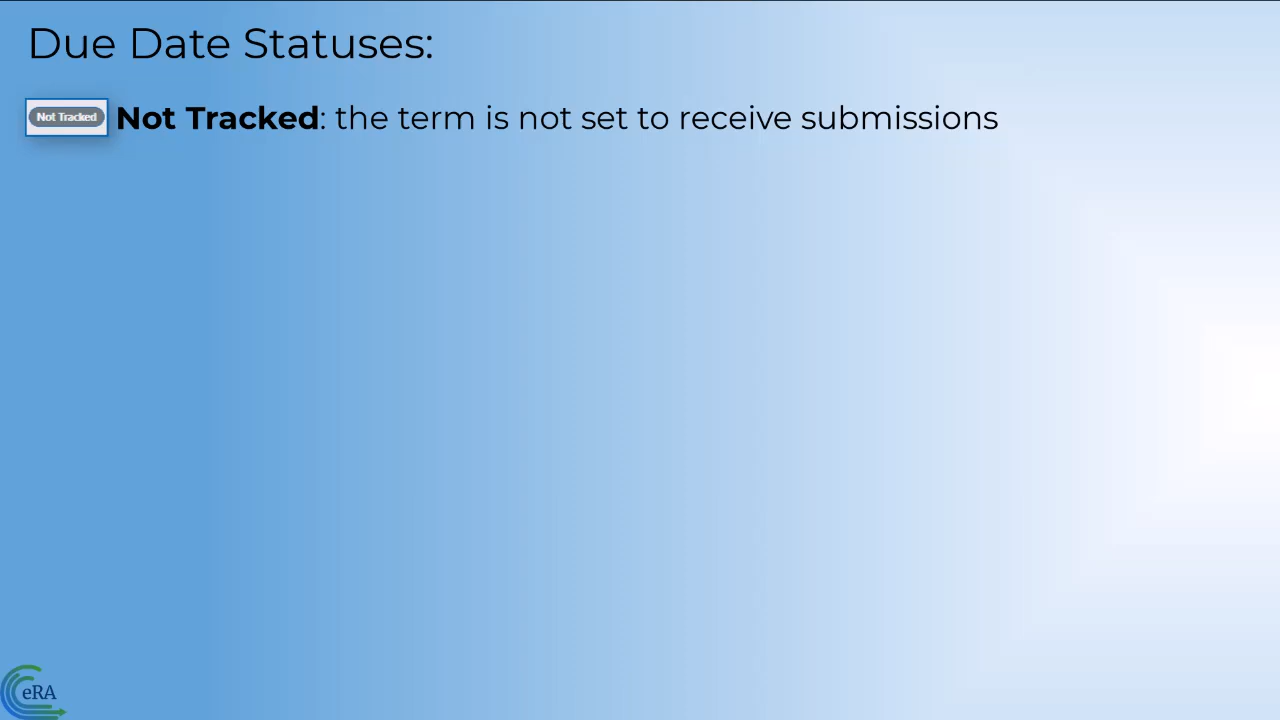 Due Date Statuses:
Not Tracked Not Tracked: the term is not set to receive submissions
eRA